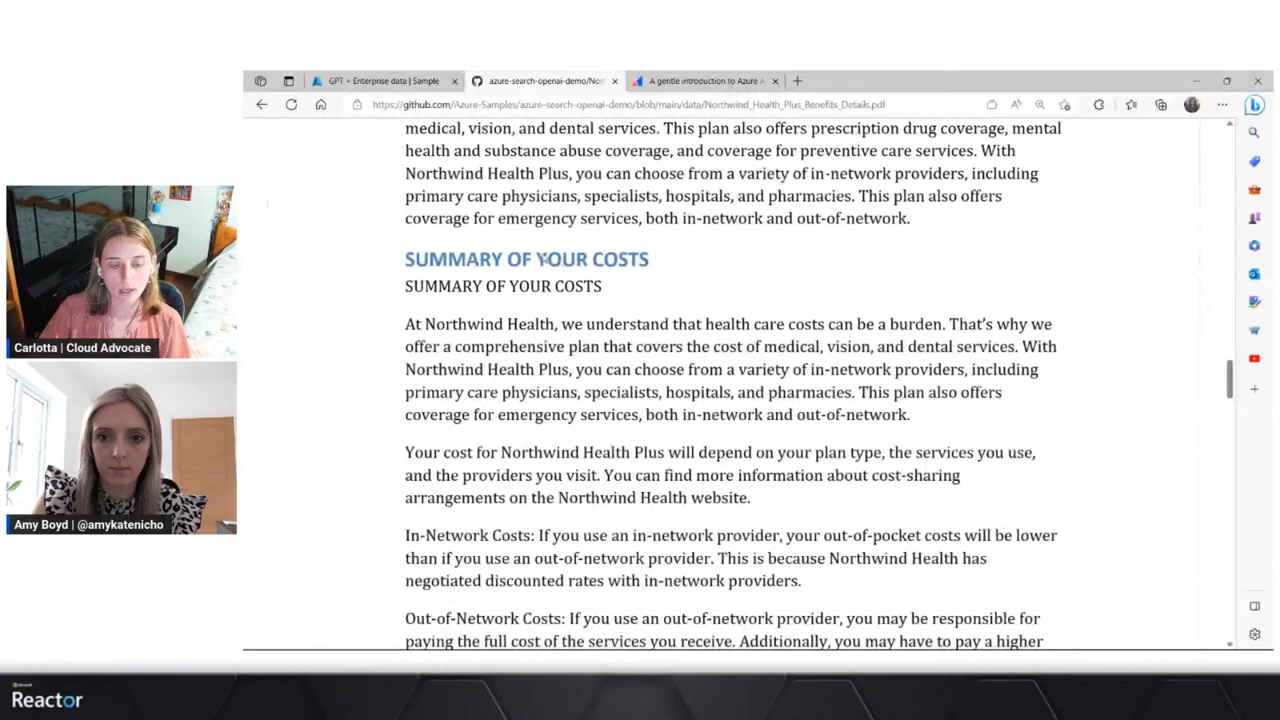 GPT + Enterprise data | Sample
azure-search-openai-demo/Nor
A gentle introduction to Azure A
https://github.com/Azure-Samples/azure-search-openai-demo/blob/main/data/Northwind_Health_Plus_Benefits_Details.pdf
medical, vision, and dental services. This plan also offers prescription drug coverage, mental
health and substance abuse coverage, and coverage for preventive care services. With
Northwind Health Plus, you can choose from a variety of in-network providers, including
primary care physicians, specialists, hospitals, and pharmacies. This plan also offers
coverage for emergency services, both in-network and out-of-network.
SUMMARY OF YOUR COSTS
SUMMARY OF YOUR COSTS
At Northwind Health, we understand that health care costs can be a burden. That's why we
offer a comprehensive plan that covers the cost of medical, vision, and dental services. With
Northwind Health Plus, you can choose from a variety of in-network providers, including
primary care physicians, specialists, hospitals, and pharmacies. This plan also offers
coverage for emergency services, both in-network and out-of-network.
Your cost for Northwind Health Plus will depend on your plan type, the services you use,
and the providers you visit. You can find more information about cost-sharing
arrangements on the Northwind Health website.
In-Network Costs: If you use an in-network provider, your out-of-pocket costs will be lower
than if you use an out-of-network provider. This is because Northwind Health has
negotiated discounted rates with in-network providers.
Out-of-Network Costs: If you use an out-of-network provider, you may be responsible for
paying the full cost of the services you receive. Additionally, you may have to pay a higher
Carlotta | Cloud Advocate
Amy Boyd | @amykatenicho
Microsoft
Reactor